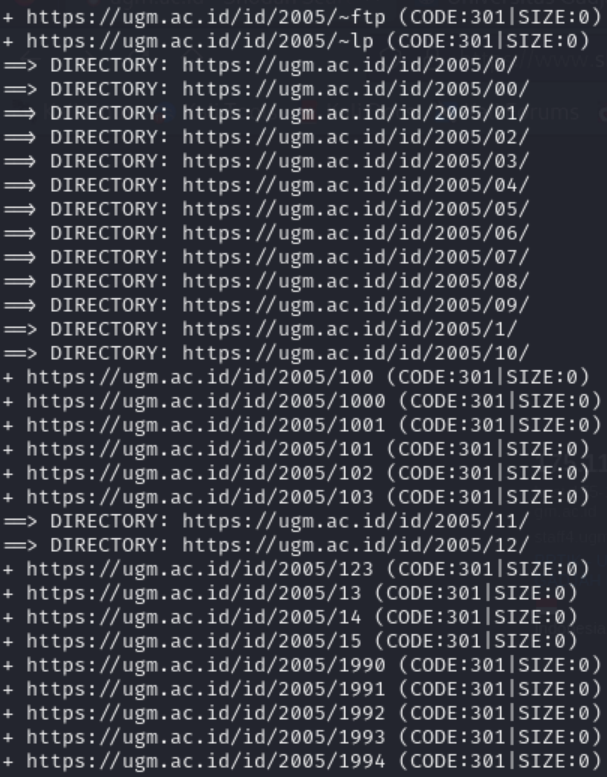 + https://ugm.ac.id/id/2005/~ftp (CODE:301|SIZE:0)
+ https://ugm.ac.id/id/2005/~lp (CODE:301|SIZE:0)
==> DIRECTORY: https://ugm.ac.id/id/2005/0/
==> DIRECTORY: https://ugm.ac.id/id/2005/00/
==> DIRECTORY: https://ugm.ac.id/id/2005/01/
==> DIRECTORY: https://ugm.ac.id/id/2005/02/
==> DIRECTORY: https://ugm.ac.id/id/2005/03/
==> DIRECTORY: https://ugm.ac.id/id/2005/04/
==> DIRECTORY: https://ugm.ac.id/id/2005/05/
==> DIRECTORY: https://ugm.ac.id/id/2005/06/
==> DIRECTORY: https://ugm.ac.id/id/2005/07/
==> DIRECTORY: https://ugm.ac.id/id/2005/08/
==> DIRECTORY: https://ugm.ac.id/id/2005/09/
==> DIRECTORY: https://ugm.ac.id/id/2005/1/
==> DIRECTORY: https://ugm.ac.id/id/2005/10/
+ https://ugm.ac.id/id/2005/100 (CODE:301|SIZE:0)
+ https://ugm.ac.id/id/2005/1000 (CODE:301|SIZE:0)
+ https://ugm.ac.id/id/2005/1001 (CODE:301|SIZE:0)
+ https://ugm.ac.id/id/2005/101 (CODE:301|SIZE:0)
+ https://ugm.ac.id/id/2005/102 (CODE:301|SIZE:0)
+ https://ugm.ac.id/id/2005/103 (CODE:301|SIZE:0)
==> DIRECTORY: https://ugm.ac.id/id/2005/11/
==> DIRECTORY: https://ugm.ac.id/id/2005/12/
+ https://ugm.ac.id/id/2005/123 (CODE:301|SIZE:0)
+ https://ugm.ac.id/id/2005/13 (CODE:301|SIZE:0)
+ https://ugm.ac.id/id/2005/14 (CODE:301|SIZE:0)
+ https://ugm.ac.id/id/2005/15 (CODE:301|SIZE:0)
+ https://ugm.ac.id/id/2005/1990 (CODE:301|SIZE:0)
+ https://ugm.ac.id/id/2005/1991 (CODE:301|SIZE:0)
+ https://ugm.ac.id/id/2005/1992 (CODE:301|SIZE:0)
+ https://ugm.ac.id/id/2005/1993 (CODE:301|SIZE:0)
+ https://ugm.ac.id/id/2005/1994 (CODE:301|SIZE:0)